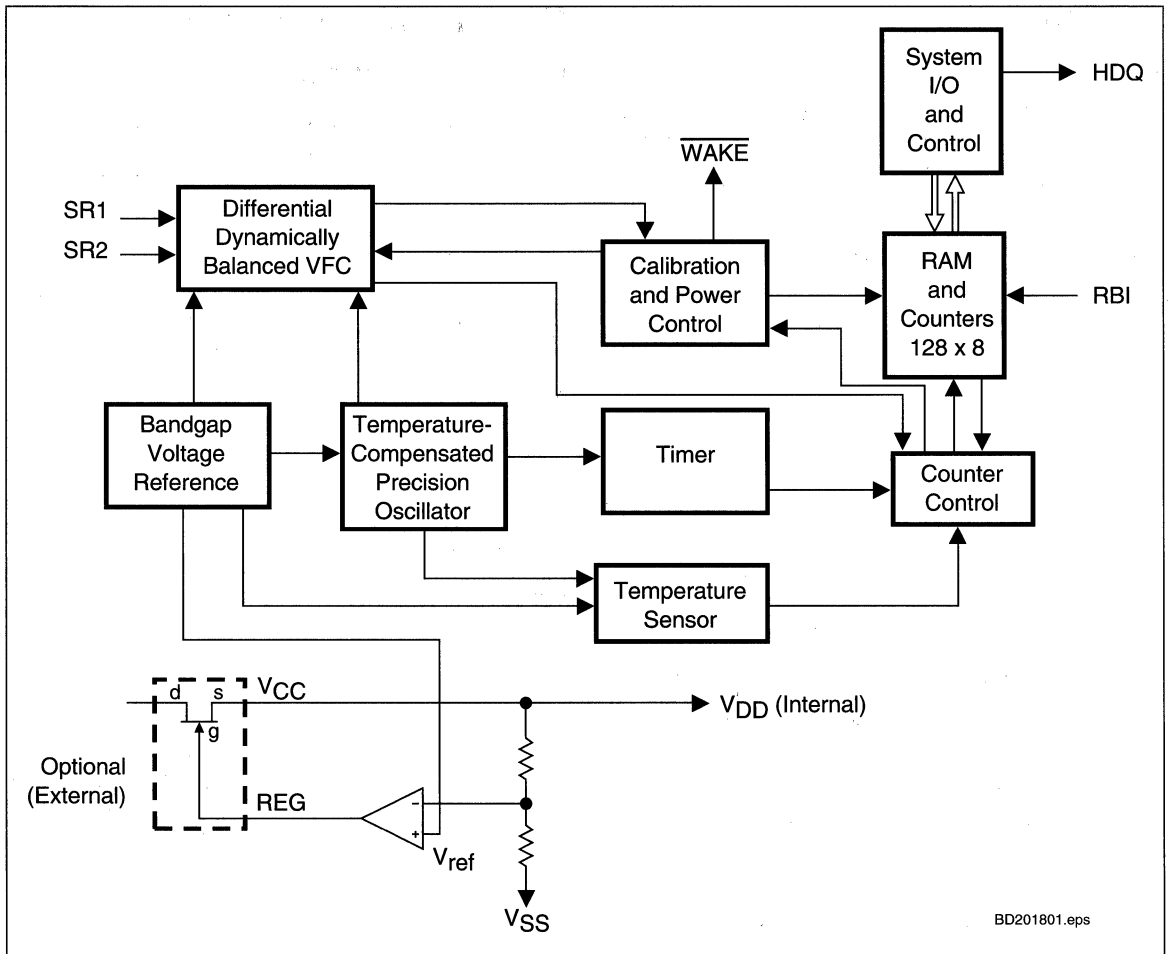 System
I/O
and
Control
HDQ
WAKE
SR1
SR2
Differential
Dynamically
Balanced VFC
Calibration
and Power
Control
RAM
and
Counters
128 x 8
RBI
Bandgap
Voltage
Reference
Temperature-
Compensated
Precision
Oscillator
Timer
Counter
Control
Temperature
Sensor
d
s
g
VCC
VDD (Internal)
Optional
(External)
REG
-
+
Vref
VSS
BD201801.eps